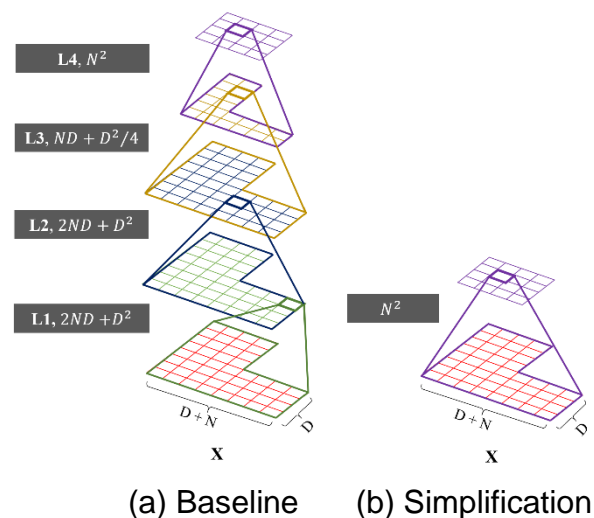 L4, N²
L3, ND + D²/4
L2, 2ND + D²
L1, 2ND +D²
D + N
D
X
(a) Baseline
N²
D + N
D
X
(b) Simplification